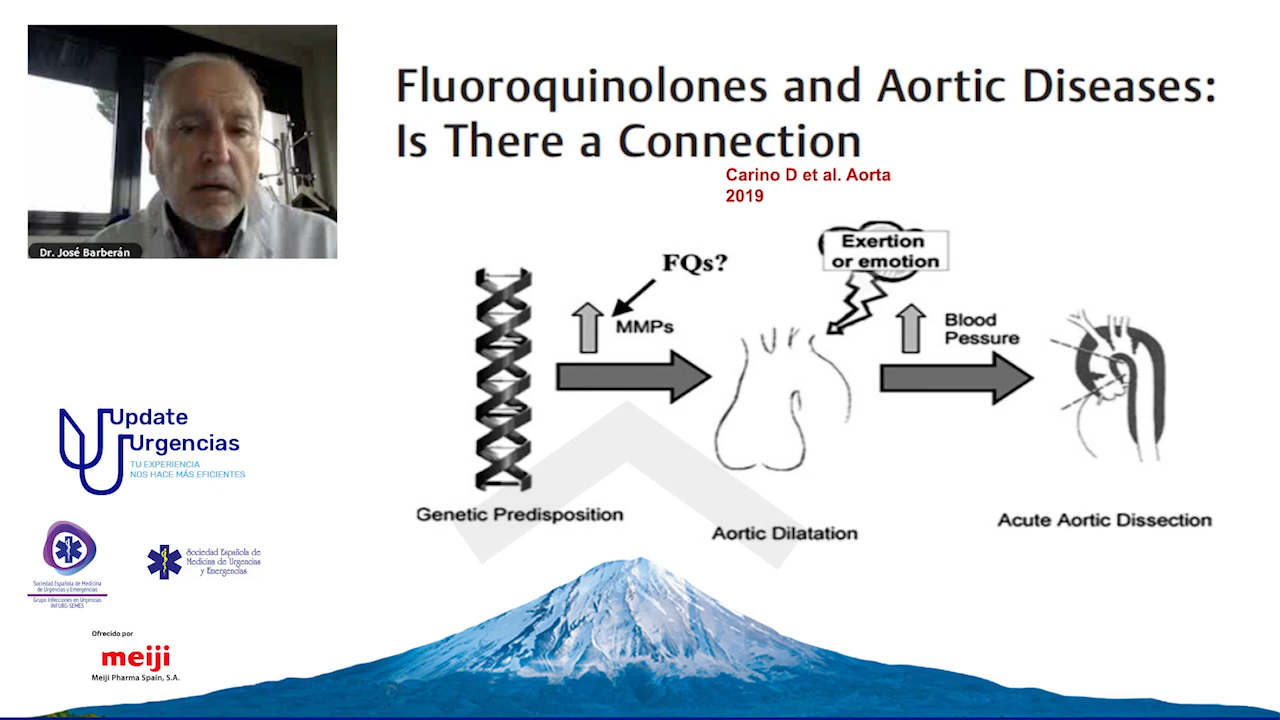 Fluoroquinolones and Aortic Diseases:
Is There a Connection
Carino D et al. Aorta
2019
Dr. José Barberán
FQs?
Exertion
or emotion
MMPs
Blood
Pessure
Genetic Predisposition
Aortic Dilatation
Acute Aortic Dissection
Update
Urgencias
TU EXPERIENCIA
NOS HACE MÁS EFICIENTES
Sociedad Española de Medicina
de Urgencias y Emergencias
Grupo Infecciones en Urgencias
INFURG-SEMES
Sociedad Española de
Medicina de Urgencias
y Emergencias
Ofrecido por
meiji
Meiji Pharma Spain, S.A.